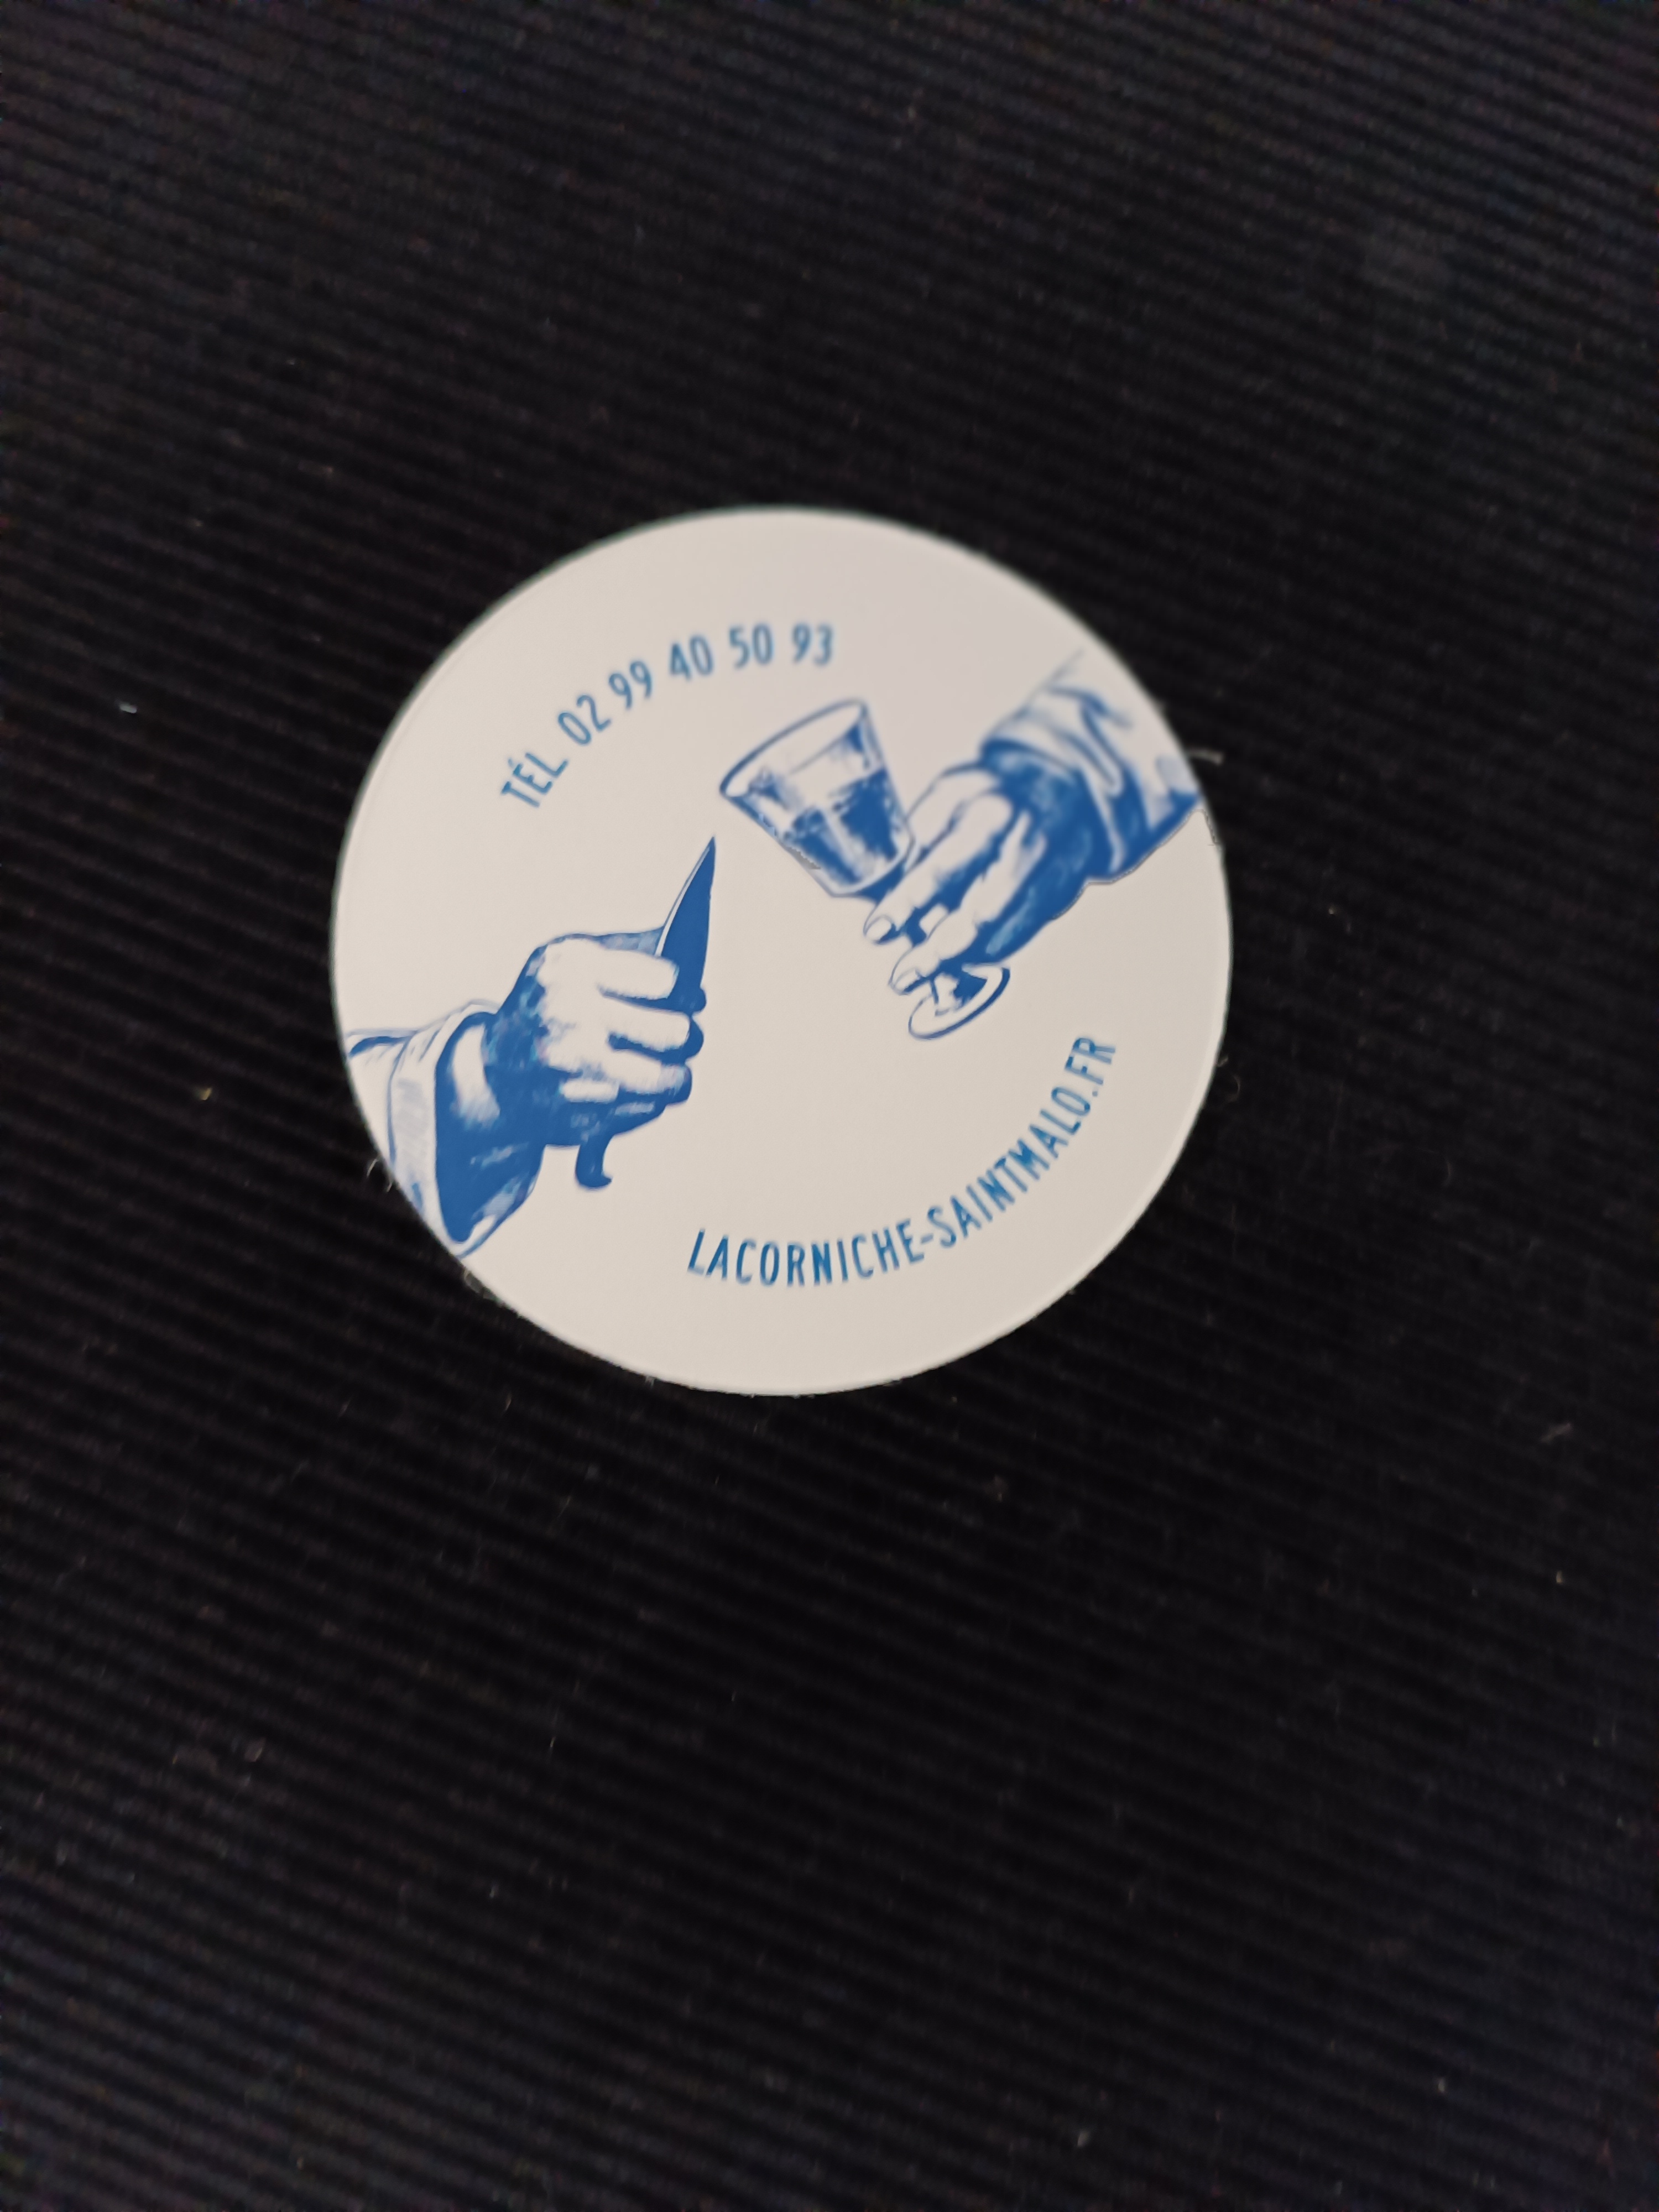 TÉL. 02 99 40 50 93
LACORNICHE-SAINTMALO.FR